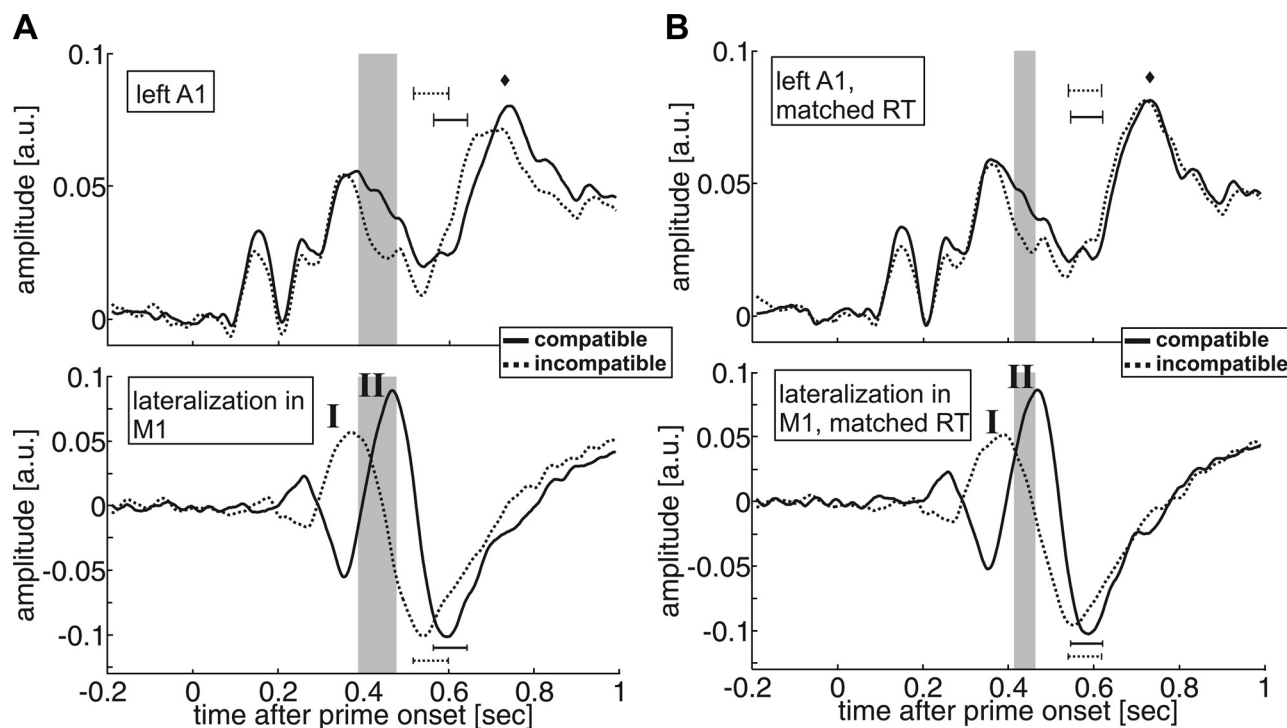 A
0.1
left A1
amplitude [a.u.]
0.05
0
compatible
incompatible
0.1
II
lateralization in
M1
I
amplitude [a.u.]
0.05
0
-0.05
-0.1
-0.2
0
0.2
0.4
0.6
0.8
1
time after prime onset [sec]
B
0.1
left A1,
matched RT
amplitude [a.u.]
0.05
0
compatible
incompatible
0.1
II
lateralization in
M1, matched RT
I
amplitude [a.u.]
0.05
0
-0.05
-0.1
-0.2
0
0.2
0.4
0.6
0.8
1
time after prime onset [sec]